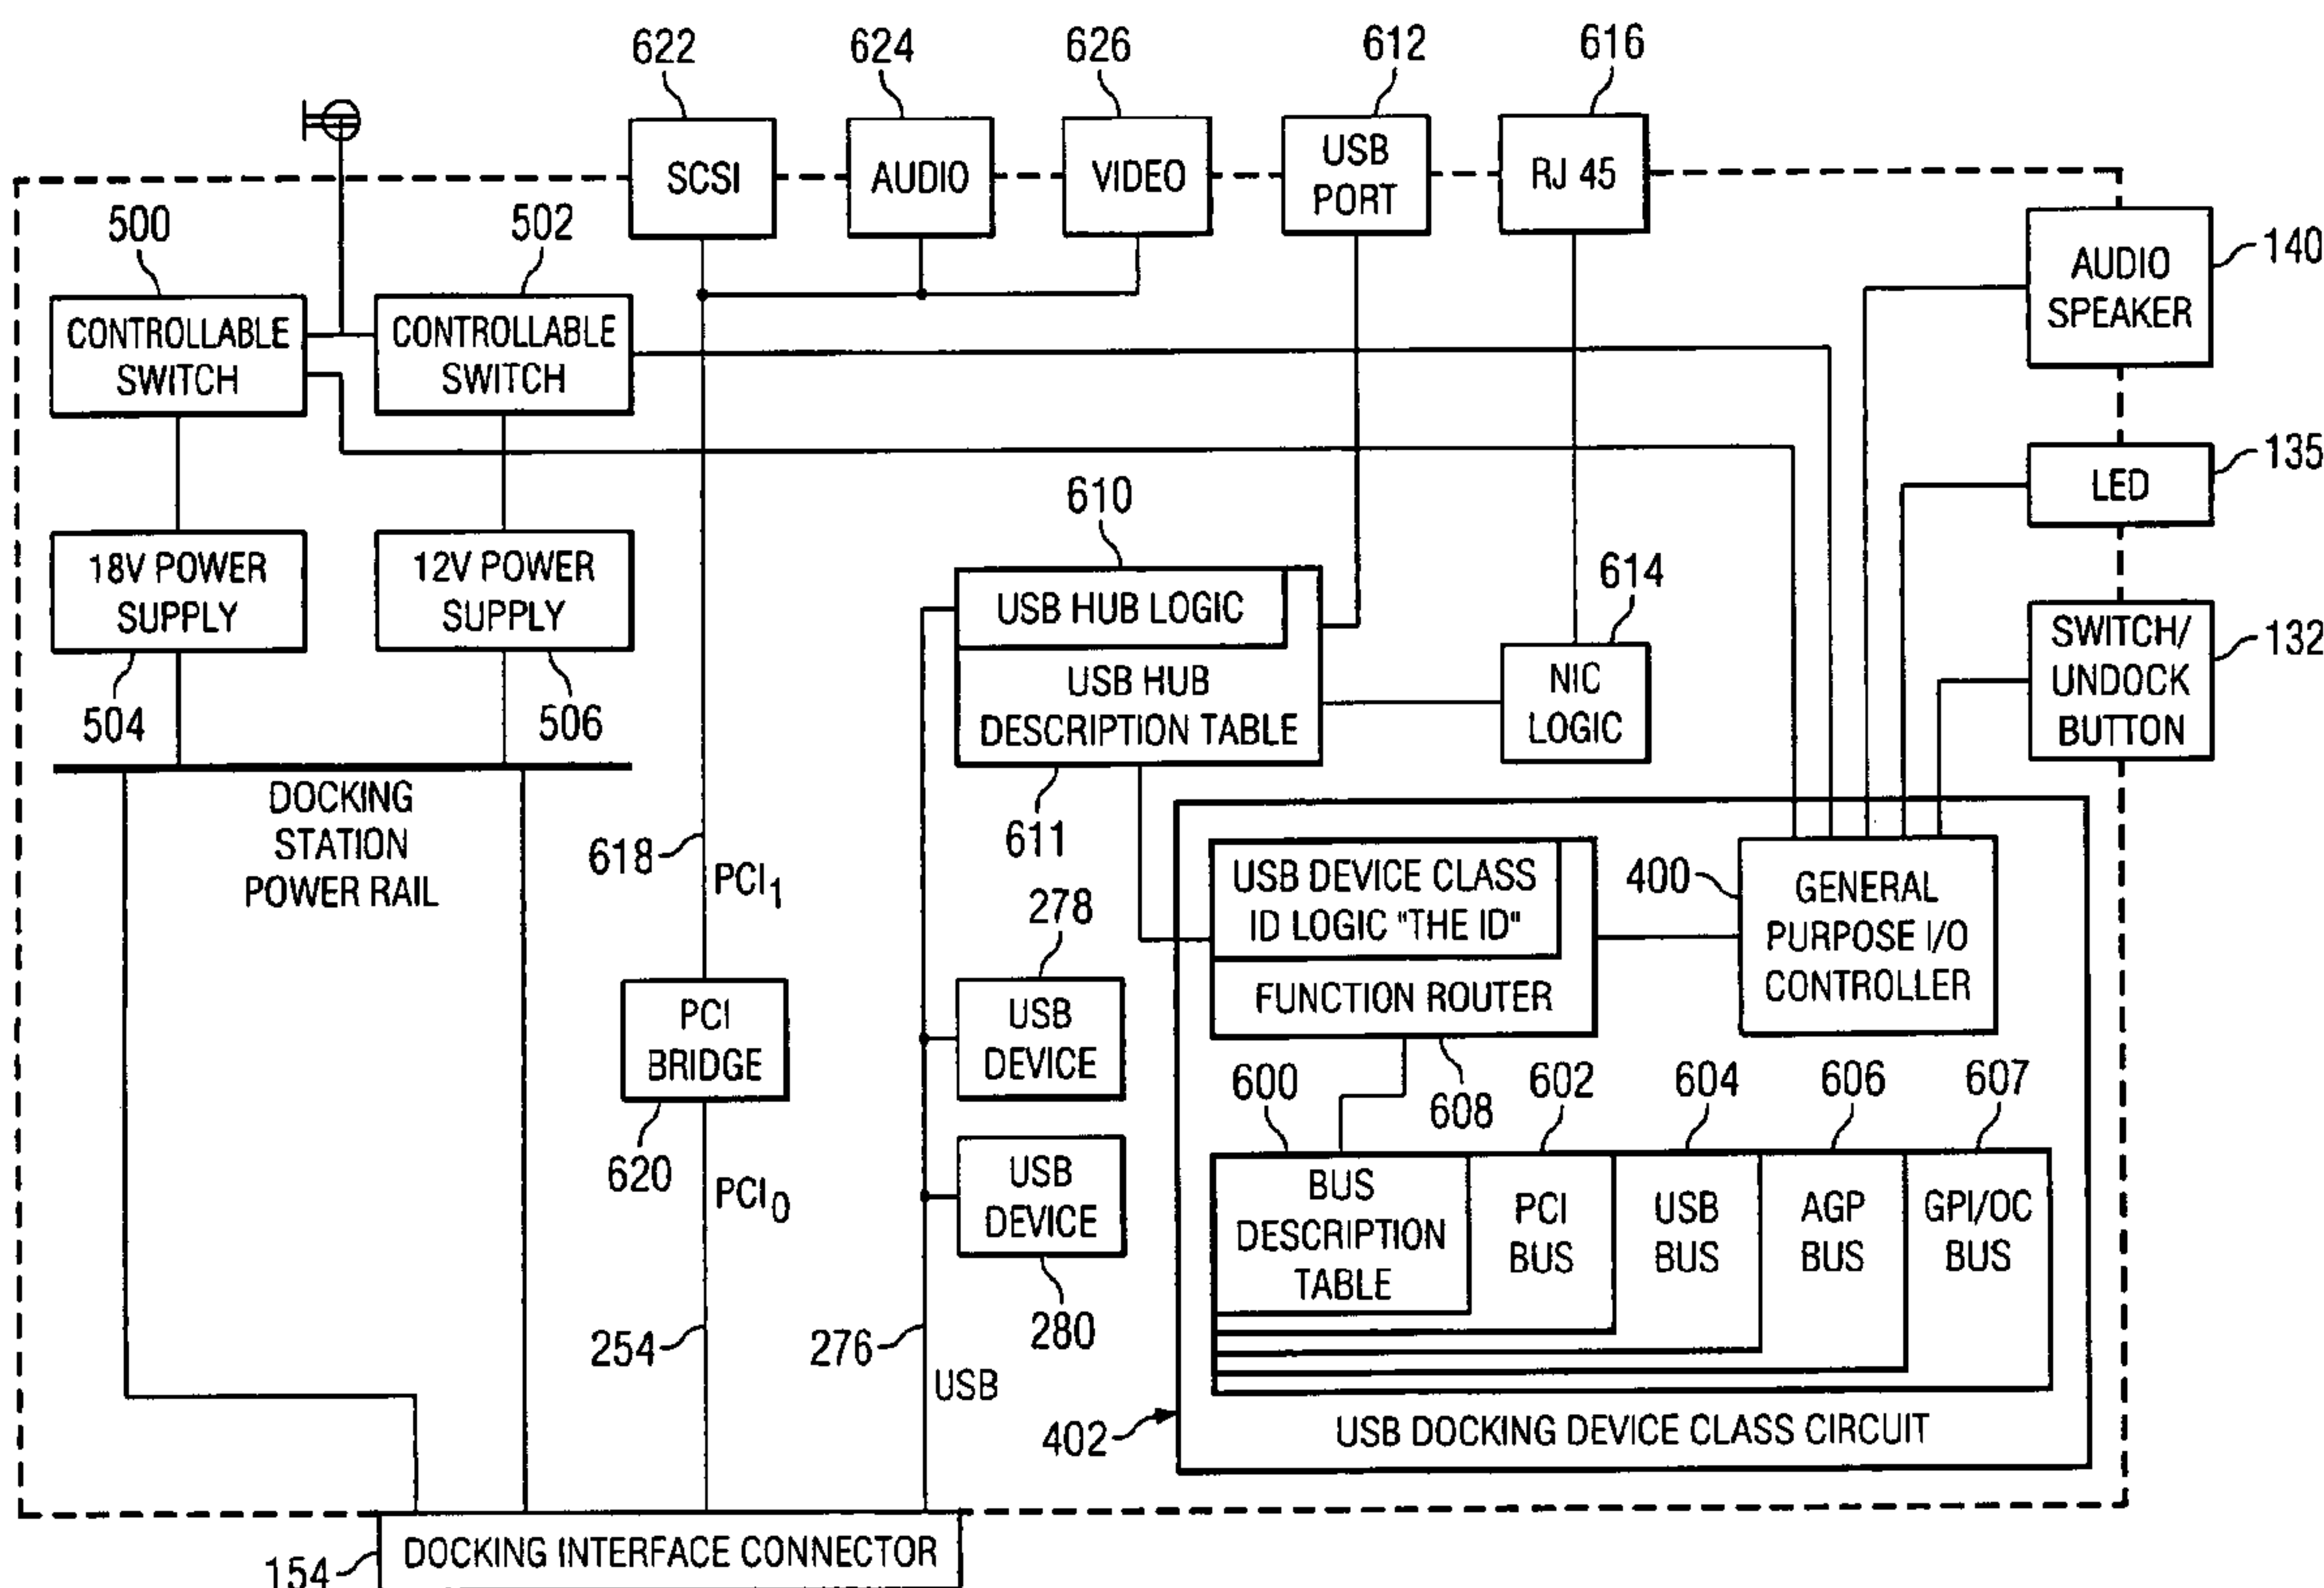 622
624
626
612
616
SCSI
AUDIO
VIDEO
USB
PORT
RJ 45
500
502
140
AUDIO
SPEAKER
CONTROLLABLE
SWITCH
CONTROLLABLE
SWITCH
135
LED
610
18V POWER
SUPPLY
12V POWER
SUPPLY
614
USB HUB LOGIC
USB HUB
DESCRIPTION TABLE
NIC
LOGIC
SWITCH/
UNDOCK
BUTTON
132
504
506
DOCKING
STATION
POWER RAIL
611
618
PCI1
278
USB DEVICE CLASS
ID LOGIC "THE ID"
FUNCTION ROUTER
400
GENERAL
PURPOSE I/O
CONTROLLER
PCI
BRIDGE
USB
DEVICE
600
602
604
606
607
608
620
PCI0
USB
DEVICE
BUS
DESCRIPTION
TABLE
PCI
BUS
USB
BUS
AGP
BUS
GPI/OC
BUS
254
276
280
USB
402
USB DOCKING DEVICE CLASS CIRCUIT
154
DOCKING INTERFACE CONNECTOR